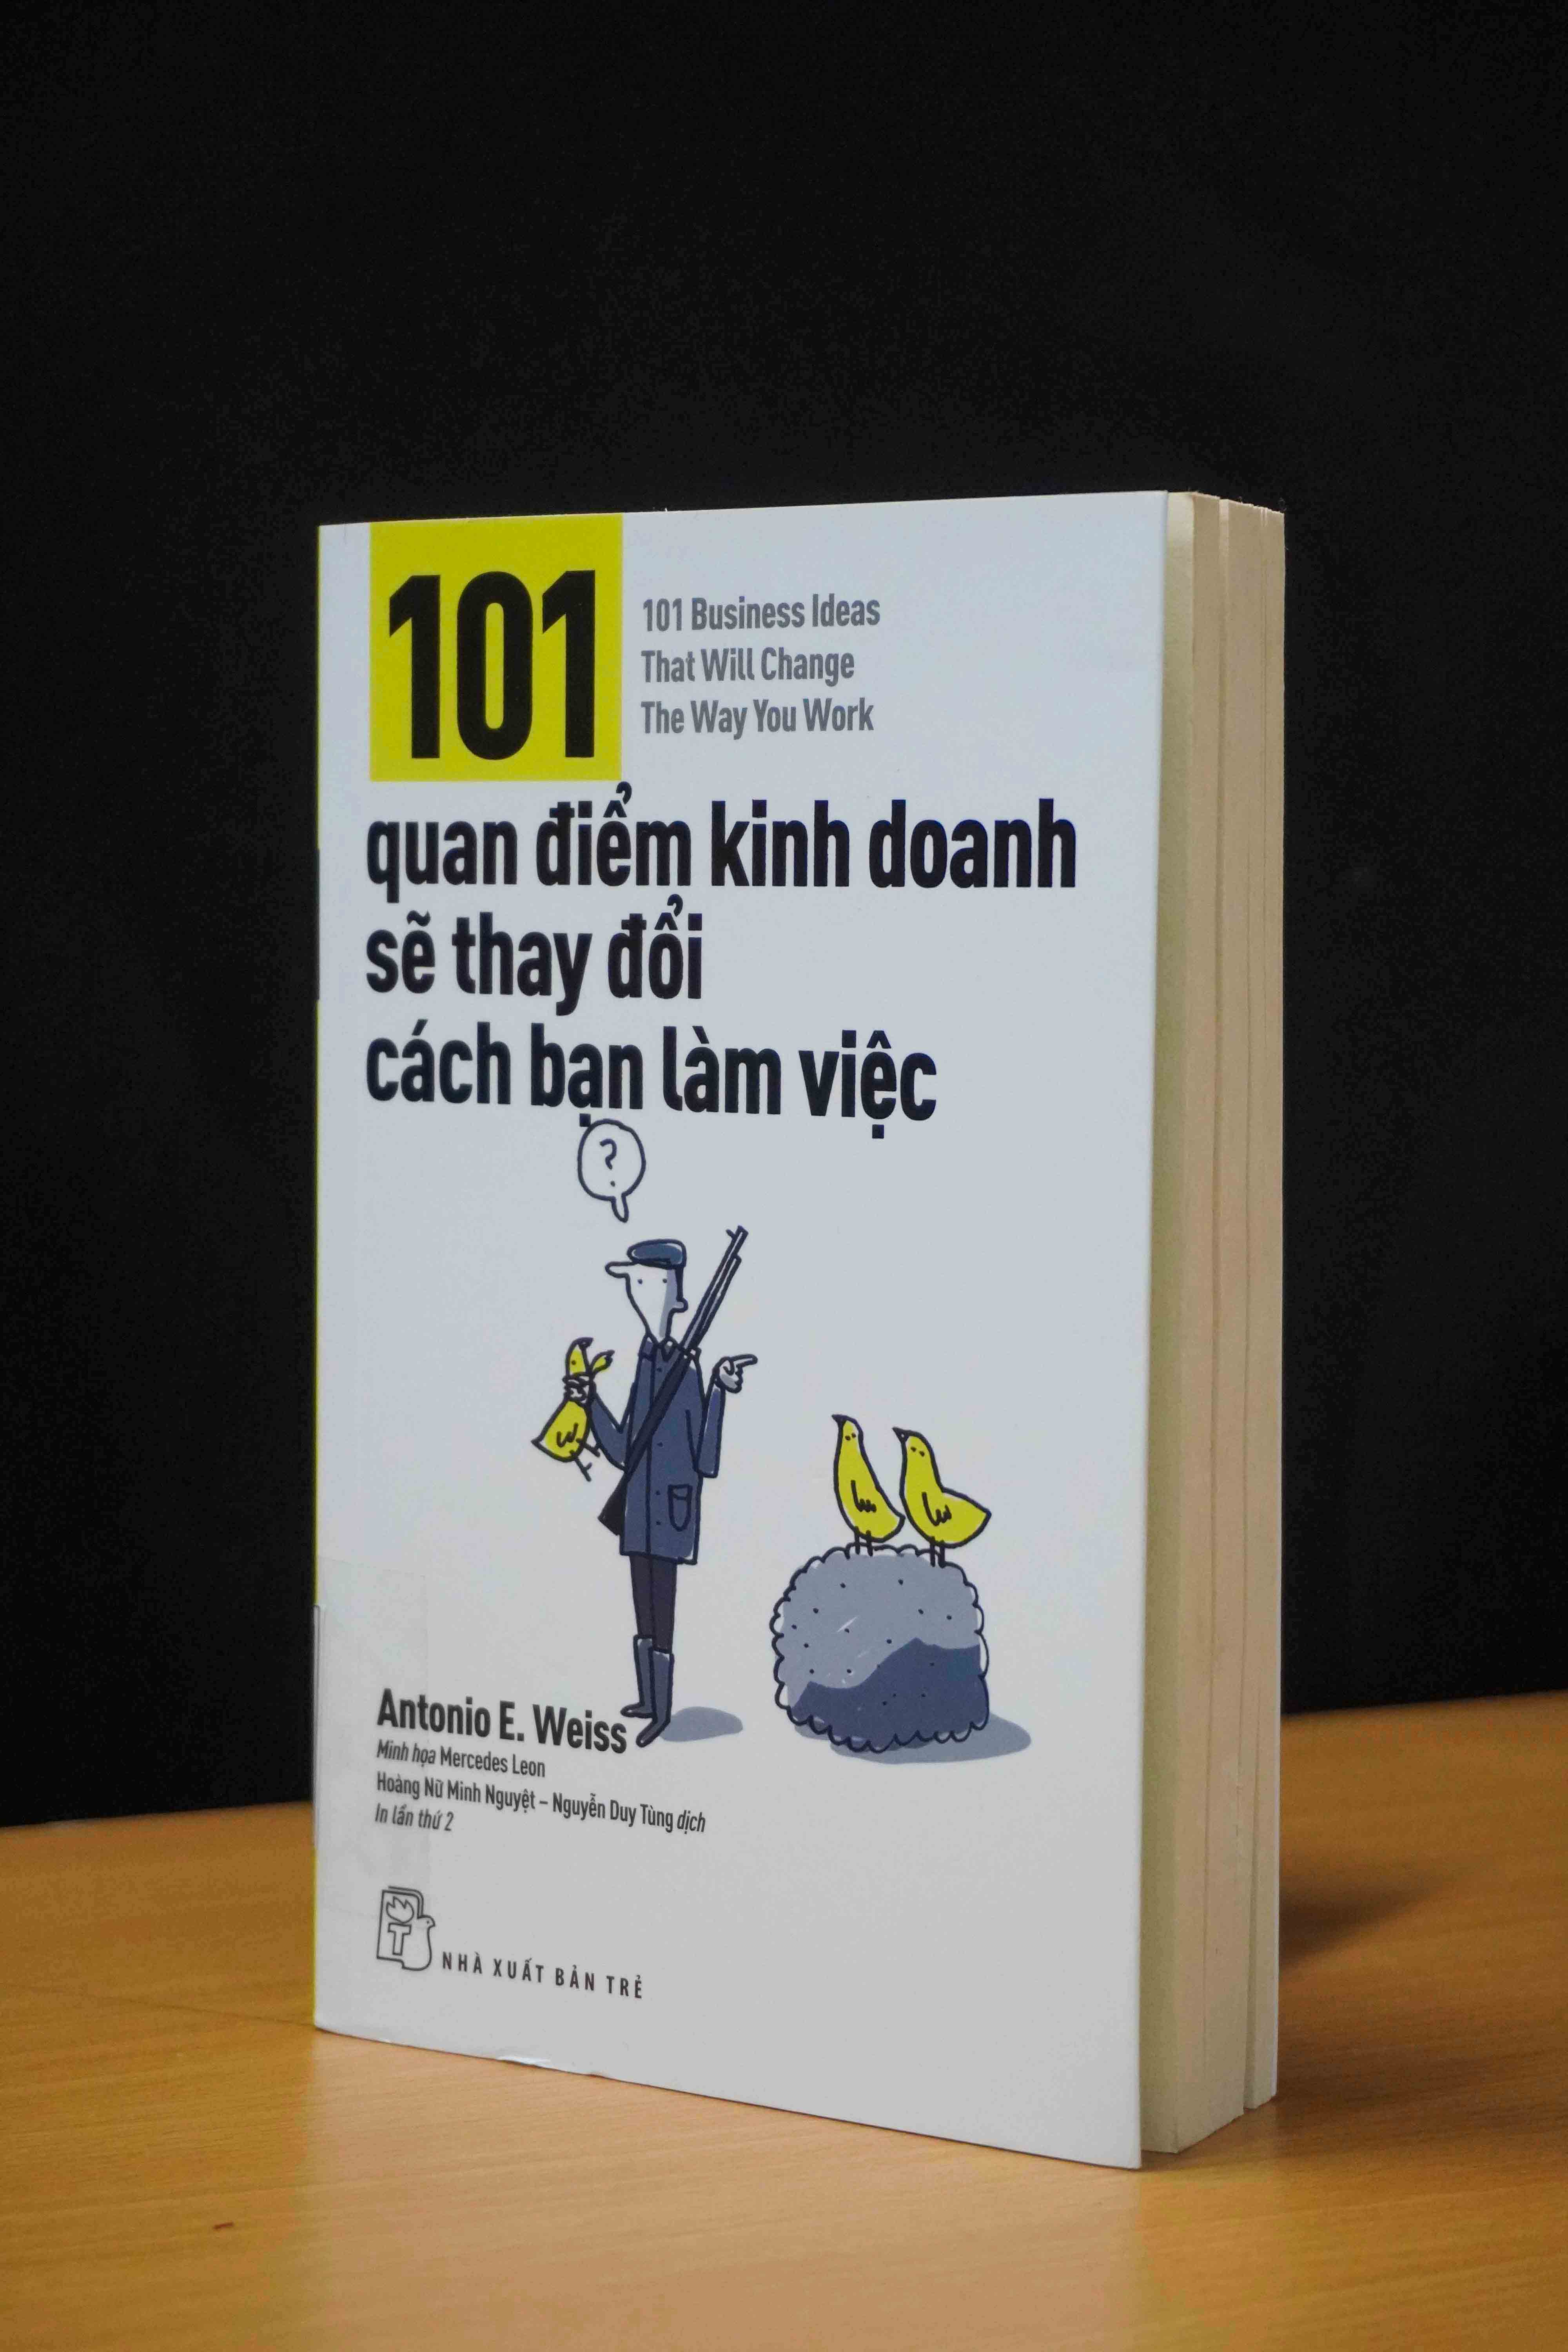 101
101 Business Ideas
That Will Change
The Way You Work
quan điểm kinh doanh
sẽ thay đổi
cách bạn làm việc
?
Antonio E. Weiss
Minh họa Mercedes Leon
Hoàng Nữ Minh Nguyệt – Nguyễn Duy Tùng dịch
In lần thứ 2
T
NHÀ XUẤT BẢN TRẺ